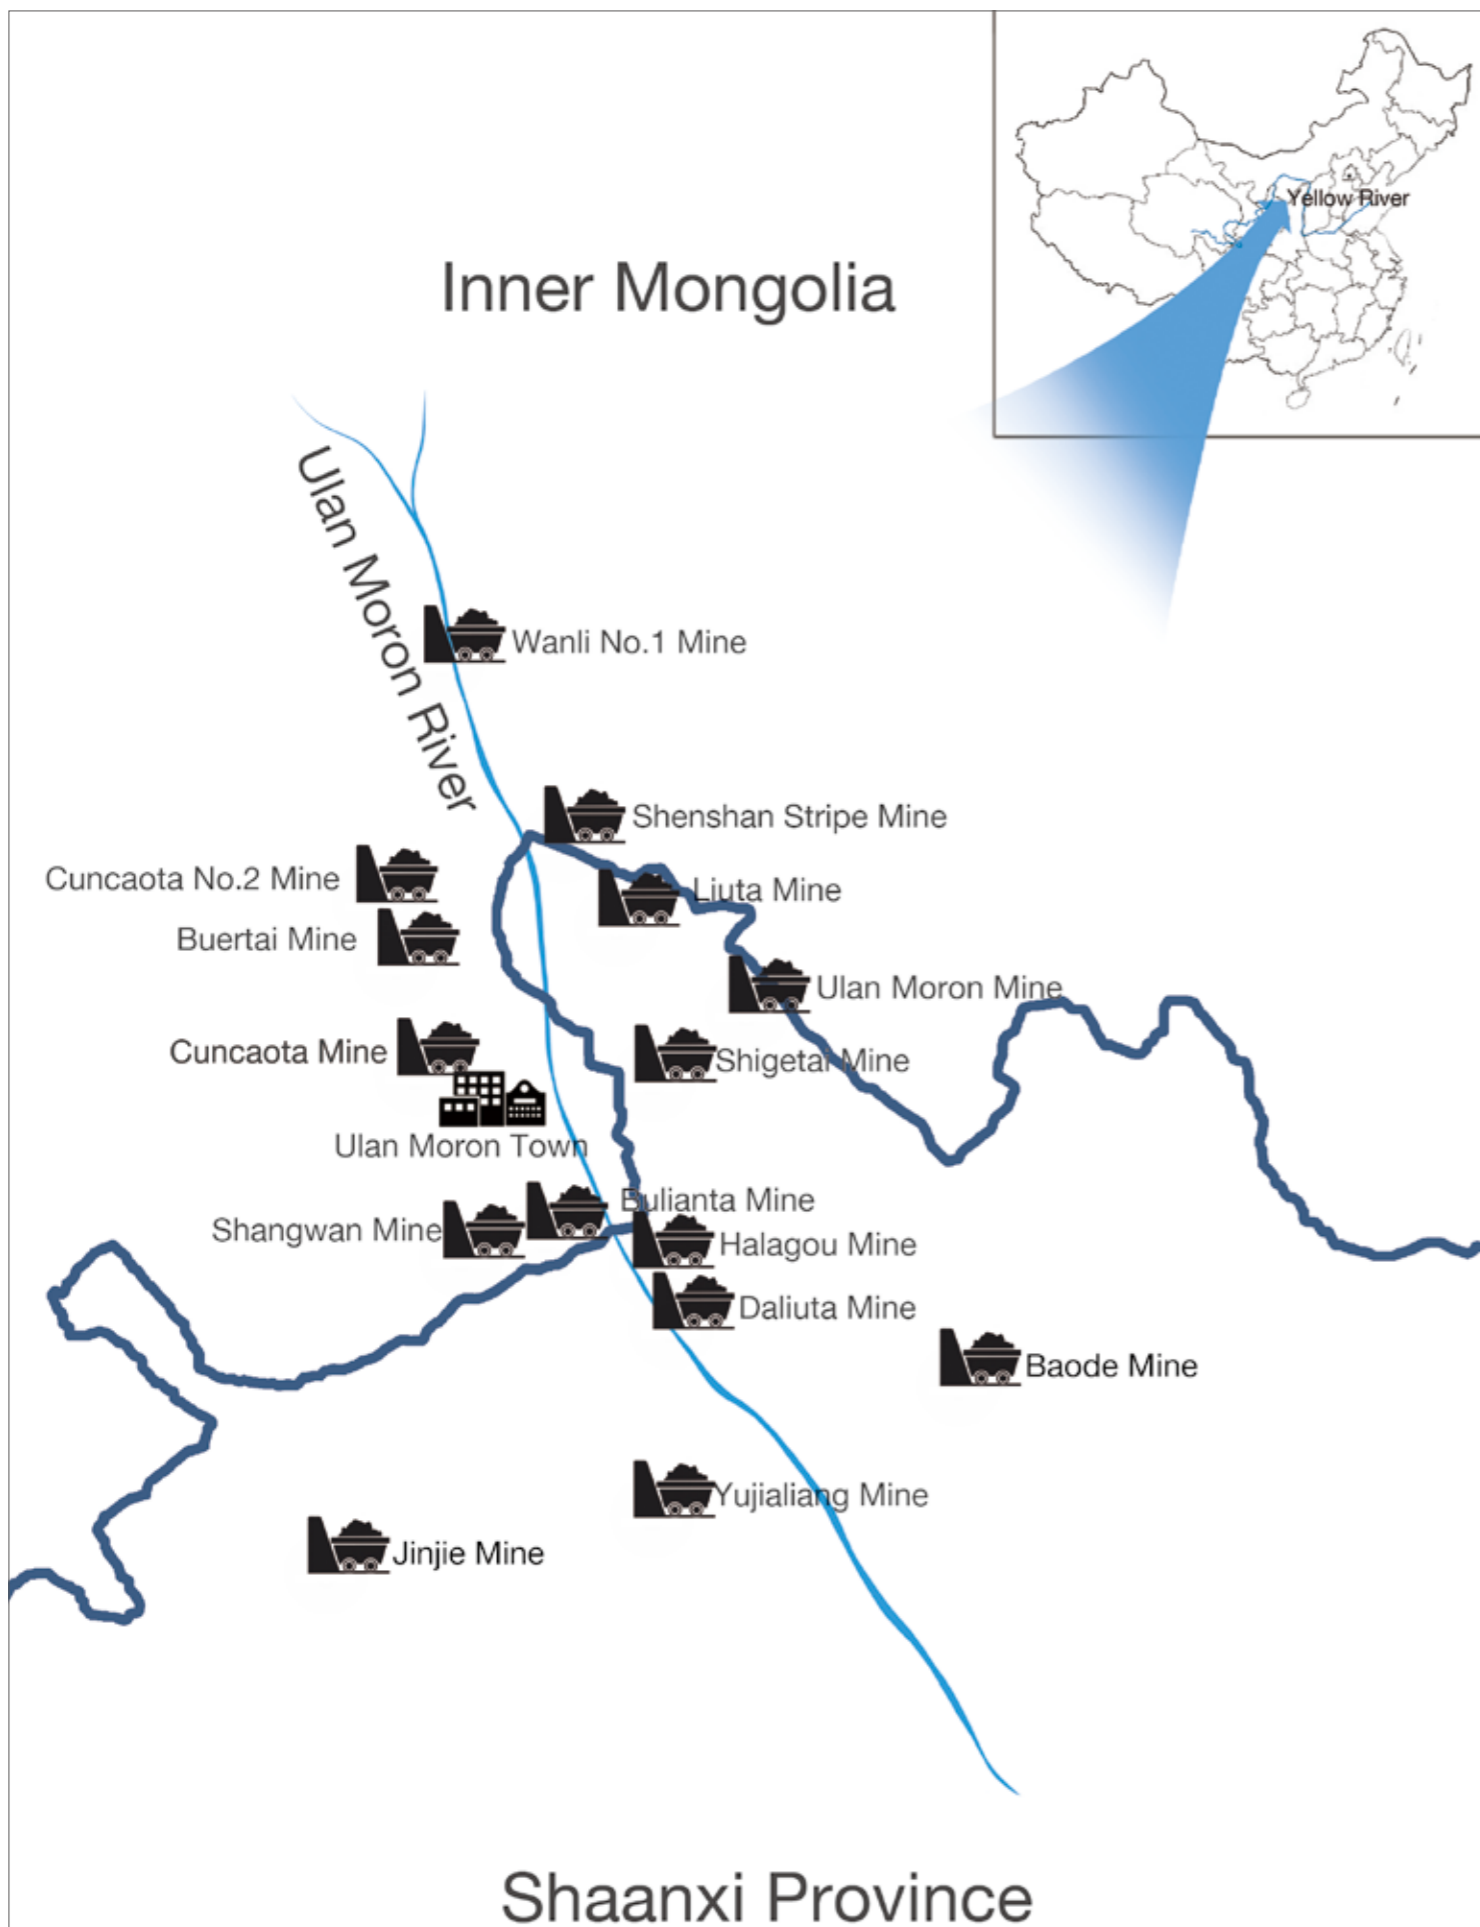 Yellow River
Inner Mongolia
Ulan Moron River
Wanli No.1 Mine
Shenshan Stripe Mine
Cuncaota No.2 Mine
Liuta Mine
Buertai Mine
Ulan Moron Mine
Cuncaota Mine
Shigetai Mine
Ulan Moron Town
Bulianta Mine
Shangwan Mine
Halagou Mine
Daliuta Mine
Baode Mine
Yujialiang Mine
Jinjie Mine
Shaanxi Province